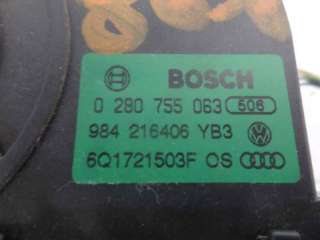 BOSCH
0 280 755 063 506
984 216406 YB3
6Q1721503F OS